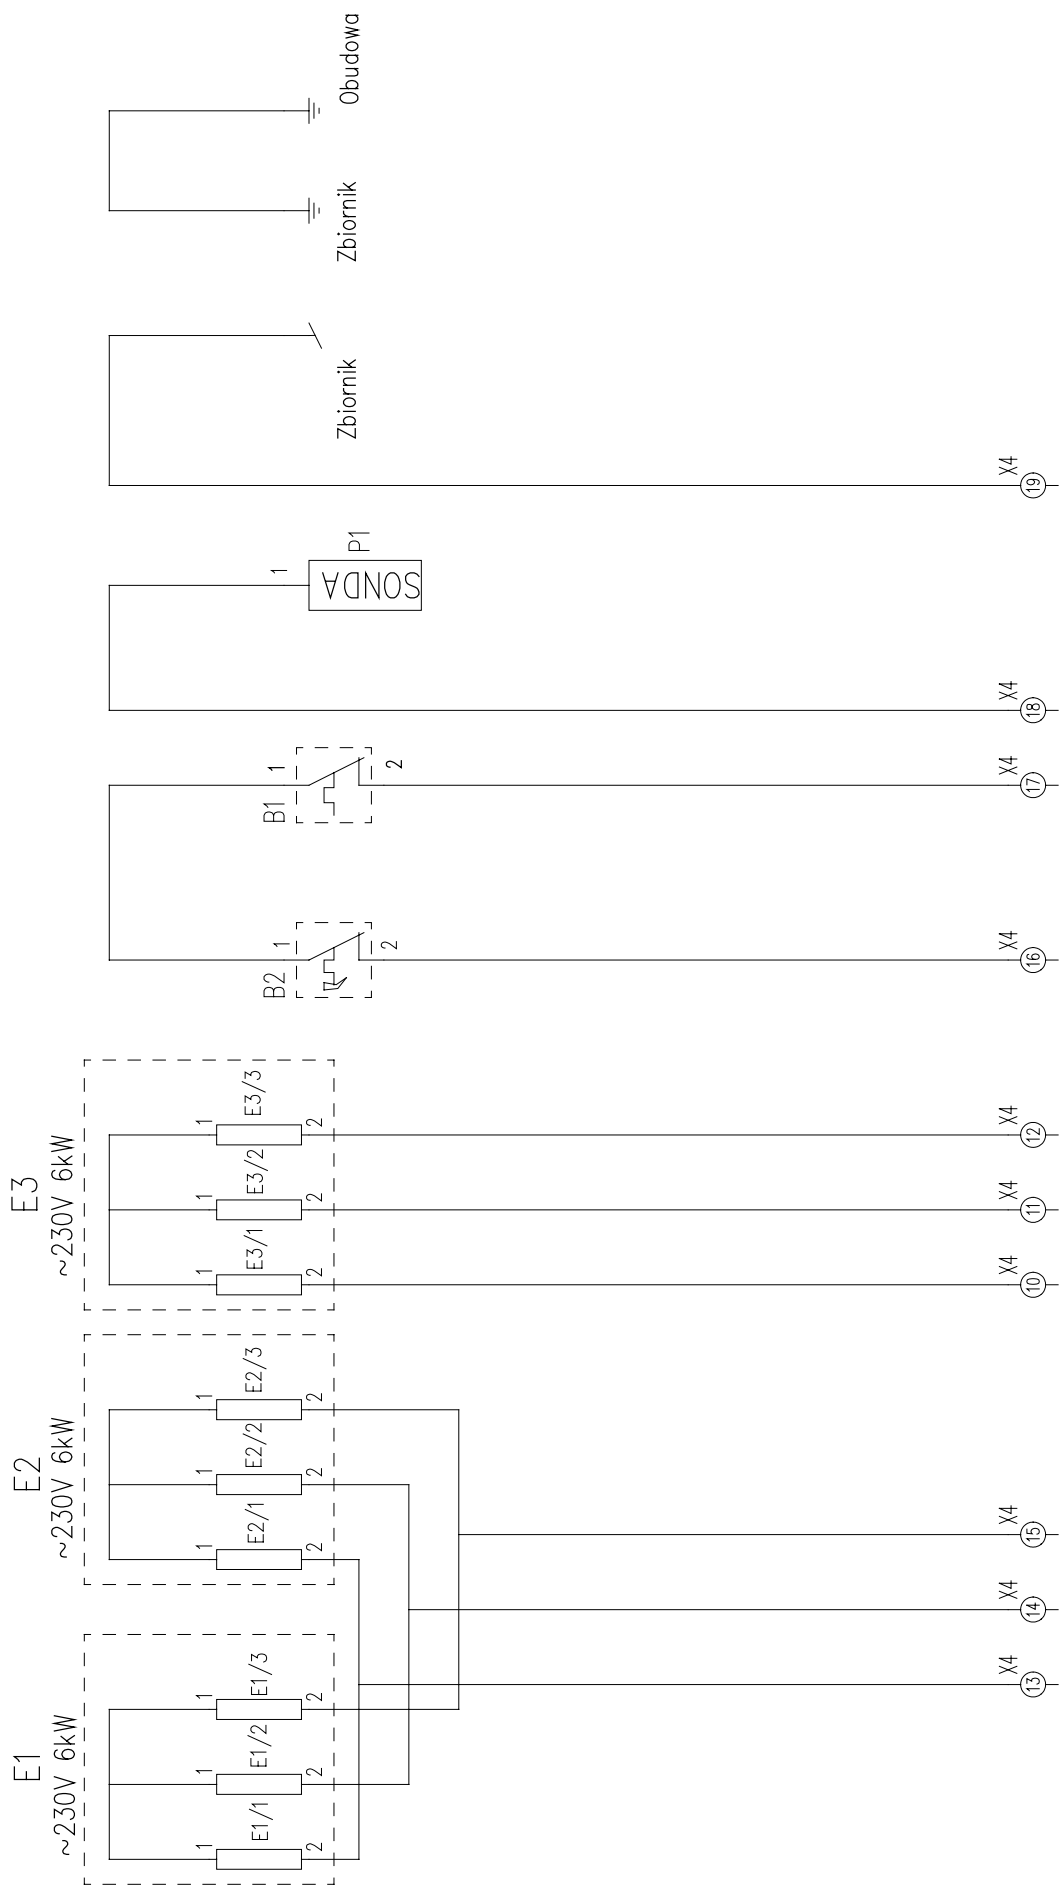 E1
~230V 6kW
E2
~230V 6kW
E3
~230V 6kW
1
1
1
E1/1
E1/2
E1/3
2
2
2
1
1
1
E2/1
E2/2
E2/3
2
2
2
1
1
1
E3/1
E3/2
E3/3
2
2
2
B2
1
2
B1
1
2
1
SONDA
P1
Zbiornik
Zbiornik
Obudowa
X4
13
X4
14
X4
15
X4
10
X4
11
X4
12
X4
16
X4
17
X4
18
X4
19